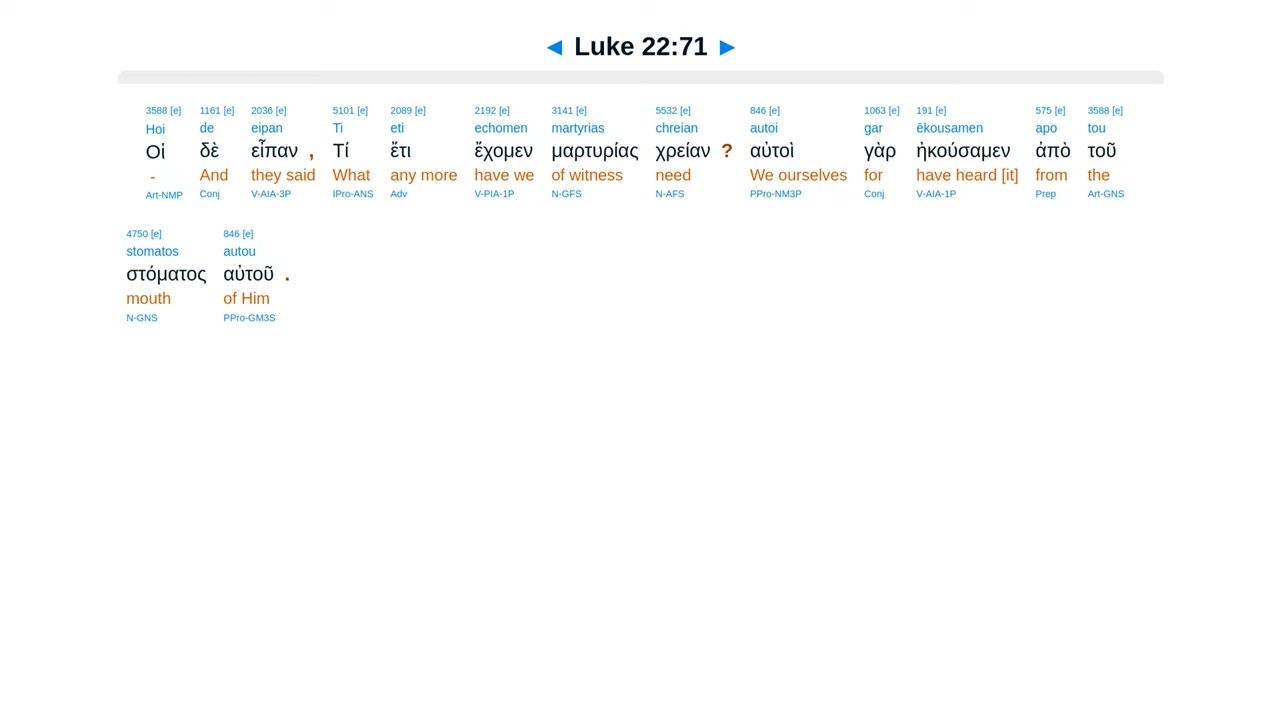 ◄ Luke 22:71 ►
3588 [e] 1161 [e] 2036 [e] 5101 [e] 2089 [e] 2192 [e] 3141 [e] 5532 [e] 846 [e] 1063 [e] 191 [e] 575 [e] 3588 [e]
Hoi de eipan Ti eti echomen martyrias chreian autoi gar ēkousamen apo tou
Οἱ δὲ εἶπαν , Τί ἔτι ἔχομεν μαρτυρίας χρείαν ? αὐτοὶ γὰρ ἠκούσαμεν ἀπὸ τοῦ
- And they said What any more have we of witness need We ourselves for have heard [it] from the
Art-NMP Conj V-AIA-3P IPro-ANS Adv V-PIA-1P N-GFS N-AFS PPro-NM3P Conj V-AIA-1P Prep Art-GNS
4750 [e] 846 [e]
stomatos autou
στόματος αὐτοῦ .
mouth of Him
N-GNS PPro-GM3S